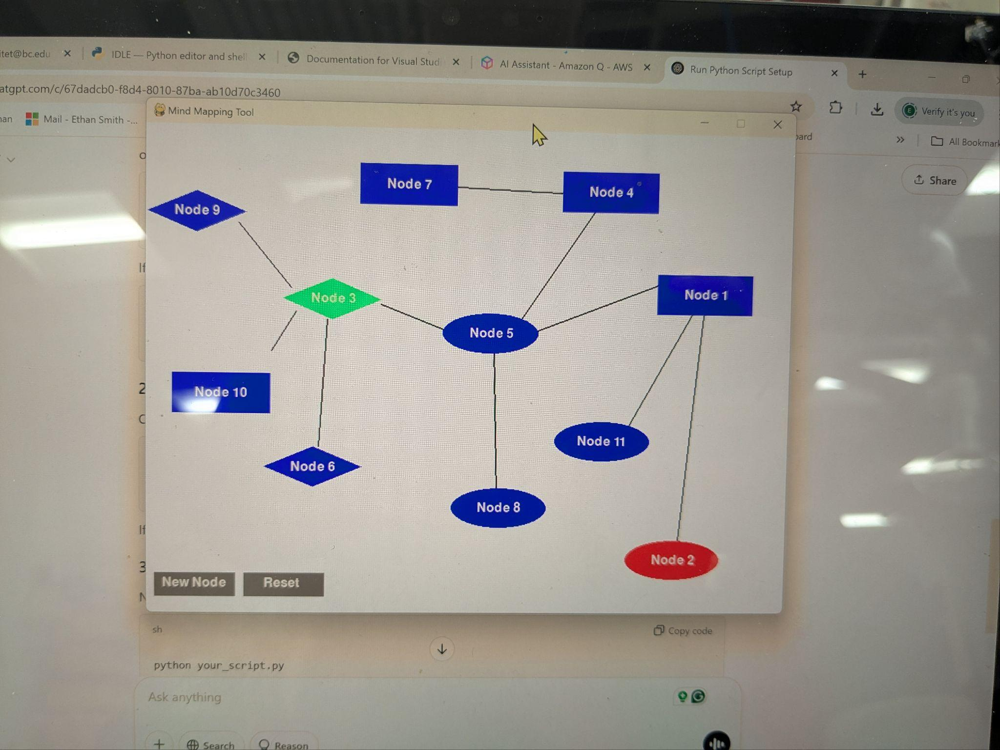 itet@bc.edu
IDLE — Python editor and shell
Documentation for Visual Studi
AI Assistant - Amazon Q - AWS
Run Python Script Setup
atgpt.com/c/67dadcb0-f8d4-8010-87ba-ab10d70c3460
Verify it's you
an
Mail - Ethan Smith -...
oard
All Bookmark
Mind Mapping Tool
Share
Node 7
Node 4
Node 9
Node 3
Node 1
Node 5
Node 10
Node 11
Node 6
Node 8
Node 2
New Node
Reset
If
2
If
3
sh
Copy code
python your_script.py
Ask anything
Search
Reason